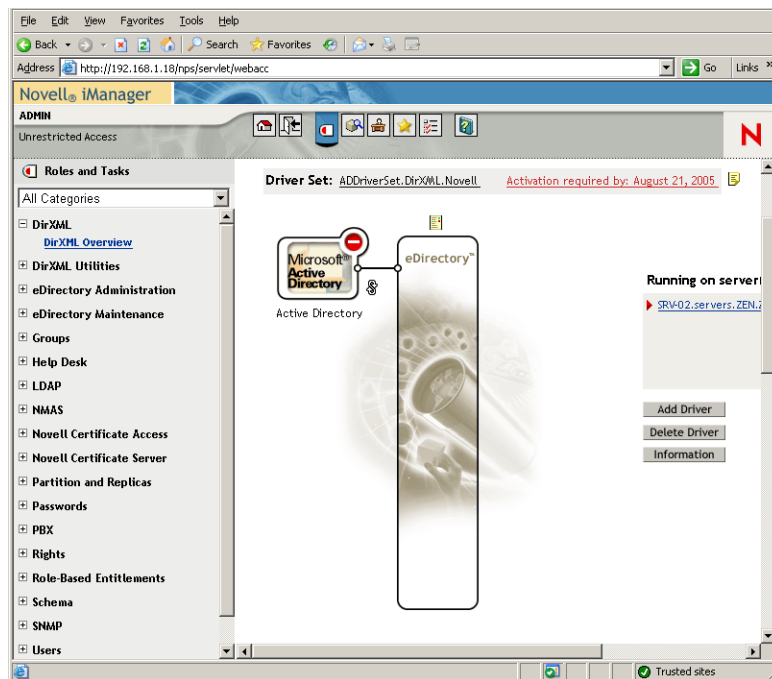 File Edit View Favorites Tools Help
Back Search Favorites
Address http://192.168.1.18/nps/servlet/webacc Go Links »
Novell® iManager
ADMIN
Unrestricted Access
N
Roles and Tasks
All Categories
DirXML
DirXML Overview
DirXML Utilities
eDirectory Administration
eDirectory Maintenance
Groups
Help Desk
LDAP
NMAS
Novell Certificate Access
Novell Certificate Server
Partition and Replicas
Passwords
PBX
Rights
Role-Based Entitlements
Schema
SNMP
Users
Driver Set: ADDriverSet.DirXML.Novell Activation required by: August 21, 2005
Microsoft®
Active
Directory
Active Directory
eDirectory™
Running on server
SRV-02.servers.ZEN.
Add Driver
Delete Driver
Information
Trusted sites